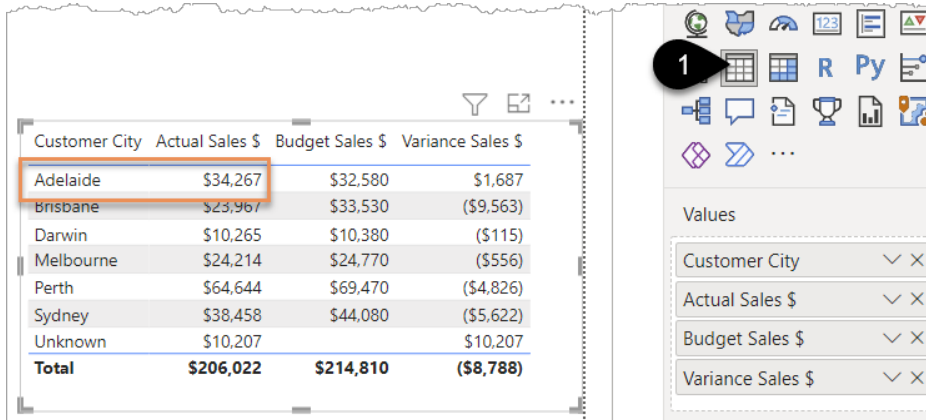 123
1
R
Py
Customer City Actual Sales $ Budget Sales $ Variance Sales $
Adelaide $34,267 $32,580 $1,687
Brisbane $23,967 $33,530 ($9,563)
Darwin $10,265 $10,380 ($115)
Melbourne $24,214 $24,770 ($556)
Perth $64,644 $69,470 ($4,826)
Sydney $38,458 $44,080 ($5,622)
Unknown $10,207 $10,207
Total $206,022 $214,810 ($8,788)
Values
Customer City
Actual Sales $
Budget Sales $
Variance Sales $